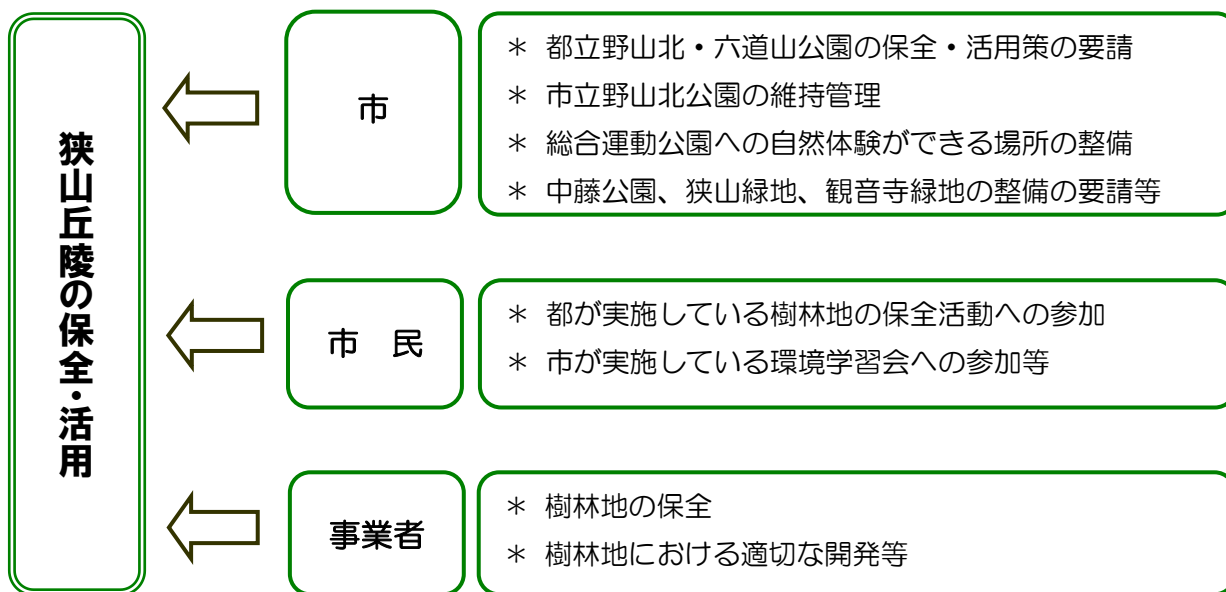 狭山丘陵の保全・活用
市
＊ 都立野山北・六道山公園の保全・活用策の要請
＊ 市立野山北公園の維持管理
＊ 総合運動公園への自然体験ができる場所の整備
＊ 中藤公園、狭山緑地、観音寺緑地の整備の要請等
市　民
＊ 都が実施している樹林地の保全活動への参加
＊ 市が実施している環境学習会への参加等
事業者
＊ 樹林地の保全
＊ 樹林地における適切な開発等